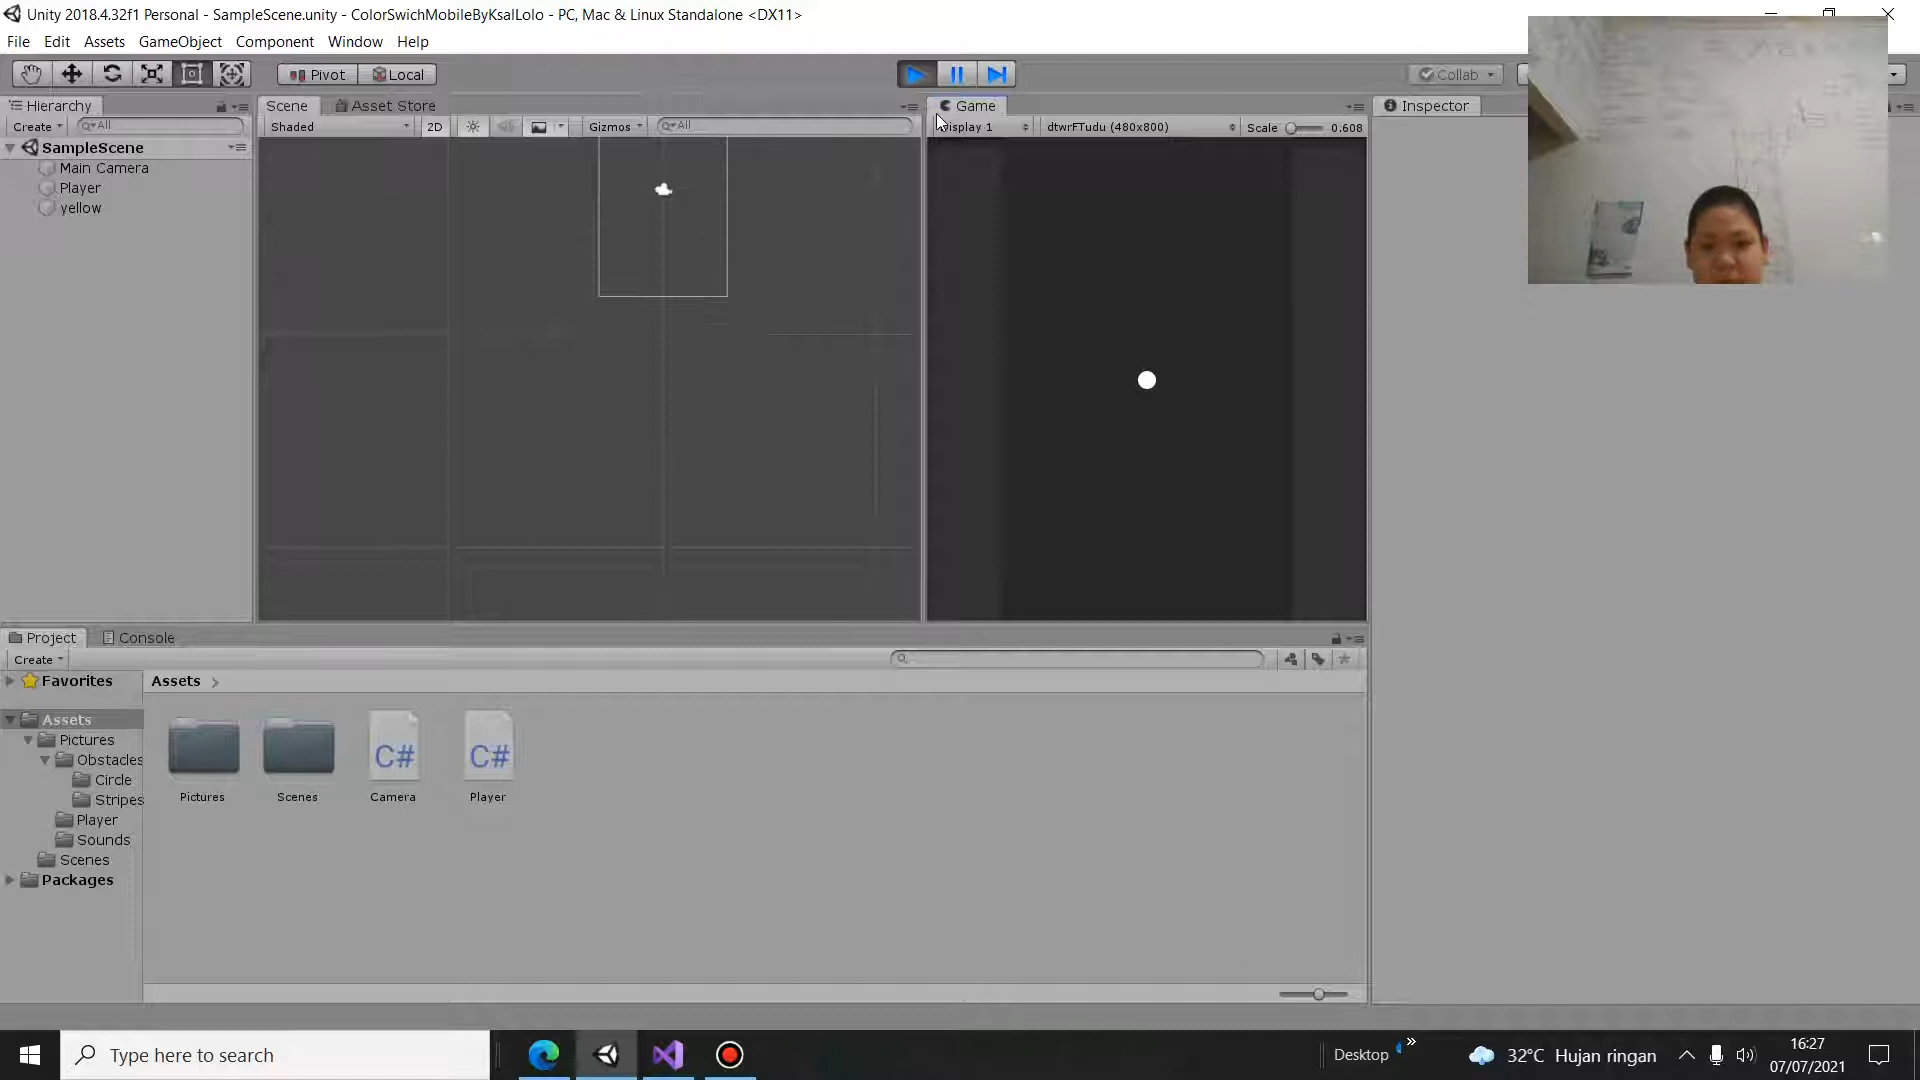 Unity 2018.4.32f1 Personal - SampleScene.unity - ColorSwichMobileByKsalLolo - PC, Mac & Linux Standalone <DX11>
File Edit Assets GameObject Component Window Help
Pivot Local Collab
Hierarchy Scene Asset Store Game Inspector
Create All Shaded 2D Gizmos All Display 1 dtwrFTudu (480x800) Scale 0.608
SampleScene
Main Camera
Player
yellow
Project Console
Create
Favorites Assets
Assets
Pictures
Obstacles
Circle
Stripes
Player
Sounds
Scenes
Packages
C# C#
Pictures Scenes Camera Player
Type here to search Desktop 32°C Hujan ringan 16:27
07/07/2021